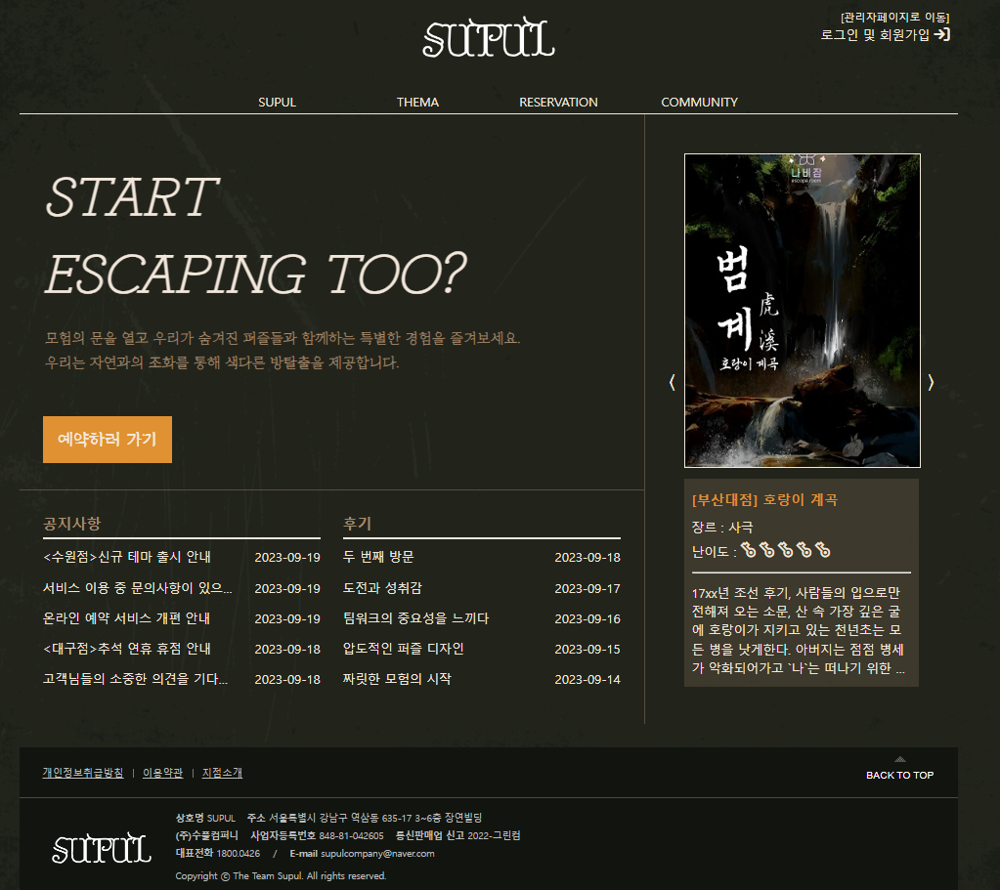 SUPUL
[관리자페이지로 이동]
로그인 및 회원가입
SUPUL THEMA RESERVATION COMMUNITY
START
ESCAPING TOO?
모험의 문을 열고 우리가 숨겨진 퍼즐들과 함께하는 특별한 경험을 즐겨보세요.
우리는 자연과의 조화를 통해 색다른 방탈출을 제공합니다.
예약하러 가기
나비잠
escape room
범계
虎溪
호랑이 계곡
[부산대점] 호랑이 계곡
장르 : 사극
난이도 :
17xx년 조선 후기, 사람들의 입으로만
전해져 오는 소문, 산 속 가장 깊은 굴
에 호랑이가 지키고 있는 천년초는 모
든 병을 낫게한다. 아버지는 점점 병세
가 악화되어가고 `나`는 떠나기 위한 ...
공지사항
<수원점>신규 테마 출시 안내 2023-09-19
서비스 이용 중 문의사항이 있으... 2023-09-19
온라인 예약 서비스 개편 안내 2023-09-19
<대구점>추석 연휴 휴점 안내 2023-09-18
고객님들의 소중한 의견을 기다... 2023-09-18
후기
두 번째 방문 2023-09-18
도전과 성취감 2023-09-17
팀워크의 중요성을 느끼다 2023-09-16
압도적인 퍼즐 디자인 2023-09-15
짜릿한 모험의 시작 2023-09-14
개인정보취급방침 | 이용약관 | 지점소개
BACK TO TOP
SUPUL
상호명 SUPUL 주소 서울특별시 강남구 역삼동 635-17 3~6층 장연빌딩
(주)수풀컴퍼니 사업자등록번호 848-81-042605 통신판매업 신고 2022-그린컴
대표전화 1800.0426 / E-mail supulcompany@naver.com
Copyright ⓒ The Team Supul. All rights reserved.